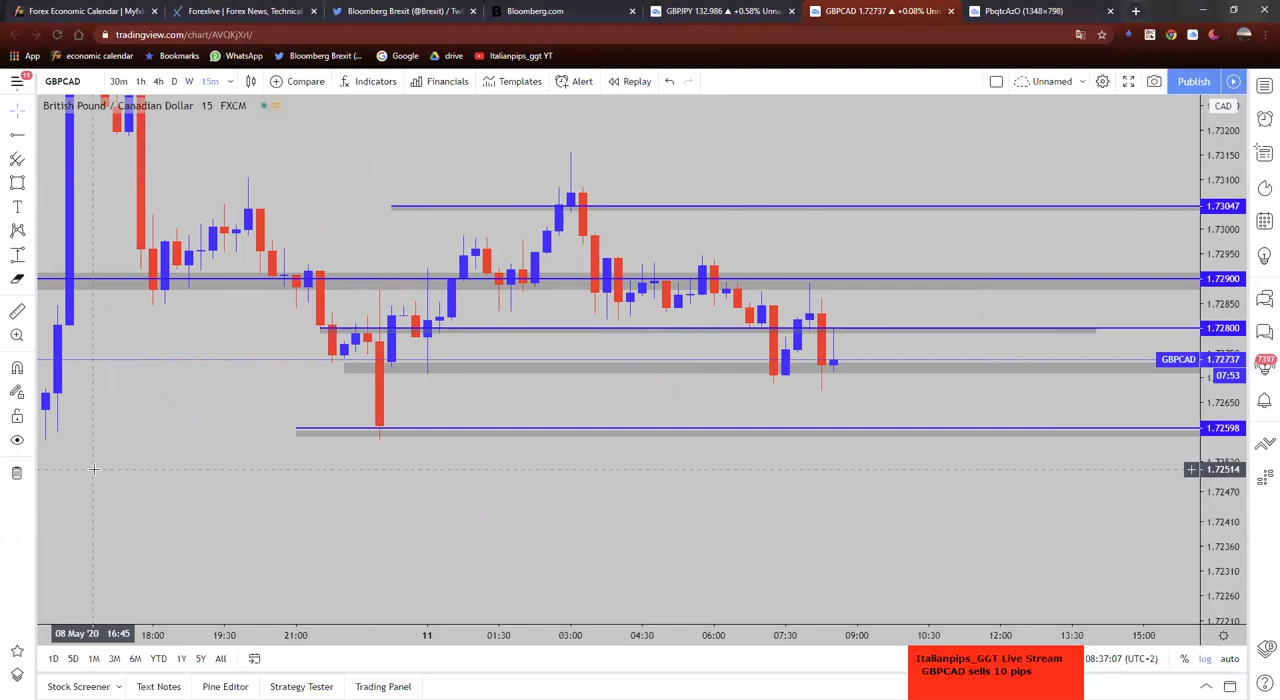 Forex Economic Calendar | Myfx
Forexlive | Forex News, Technical
Bloomberg Brexit (@Brexit) / Tw
Bloomberg.com
GBPJPY 132.986 ▲ +0.58% Unn
GBPCAD 1.72737 ▲ +0.08% Unn
PbqtcAzO (1348×798)
tradingview.com/chart/AVQKjXrI/
App
economic calendar
Bookmarks
WhatsApp
Bloomberg Brexit (...
Google
drive
Italianpips_ggt YT
11
GBPCAD
30m 1h 4h D W 15m
Compare
Indicators
Financials
Templates
Alert
Replay
Unnamed
Publish
British Pound / Canadian Dollar 15 FXCM
CAD
1.73200
1.73150
1.73100
1.73047
1.73000
1.72950
1.72900
1.72850
1.72800
GBPCAD 1.72737
07:53
1.72650
1.72598
1.72514
1.72470
1.72410
1.72360
1.72310
1.72260
1.72210
7397
08 May '20 16:45
18:00 19:30 21:00 11 01:30 03:00 04:30 06:00 07:30 09:00 10:30 12:00 13:30 15:00
1D 5D 1M 3M 6M YTD 1Y 5Y All
08:37:07 (UTC+2)
% log auto
Italianpips_GGT Live Stream
GBPCAD sells 10 pips
Stock Screener
Text Notes
Pine Editor
Strategy Tester
Trading Panel